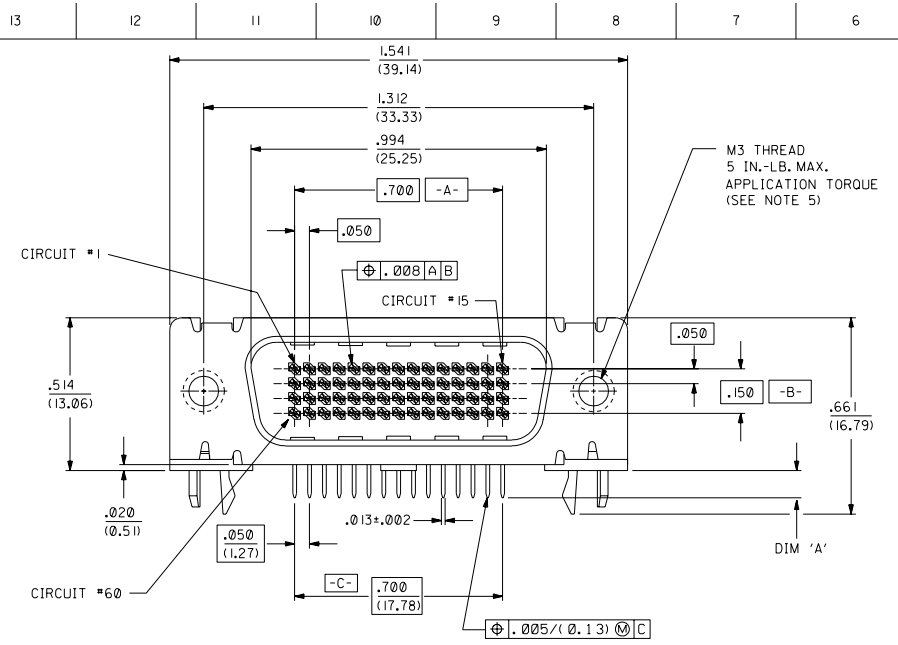 13 12 11 10 9 8 7 6
1.541
(39.14)
1.312
(33.33)
.994
(25.25)
M3 THREAD
5 IN.-LB. MAX.
APPLICATION TORQUE
(SEE NOTE 5)
.700 -A-
.050
CIRCUIT #1
⌖ .008 A B
CIRCUIT #15
.050
.514
(13.06)
.150 -B-
.661
(16.79)
.020
(0.51)
.013±.002
.050
(1.27)
DIM 'A'
CIRCUIT #60
-C- .700
(17.78)
⌖ .005/(0.13) Ⓜ C